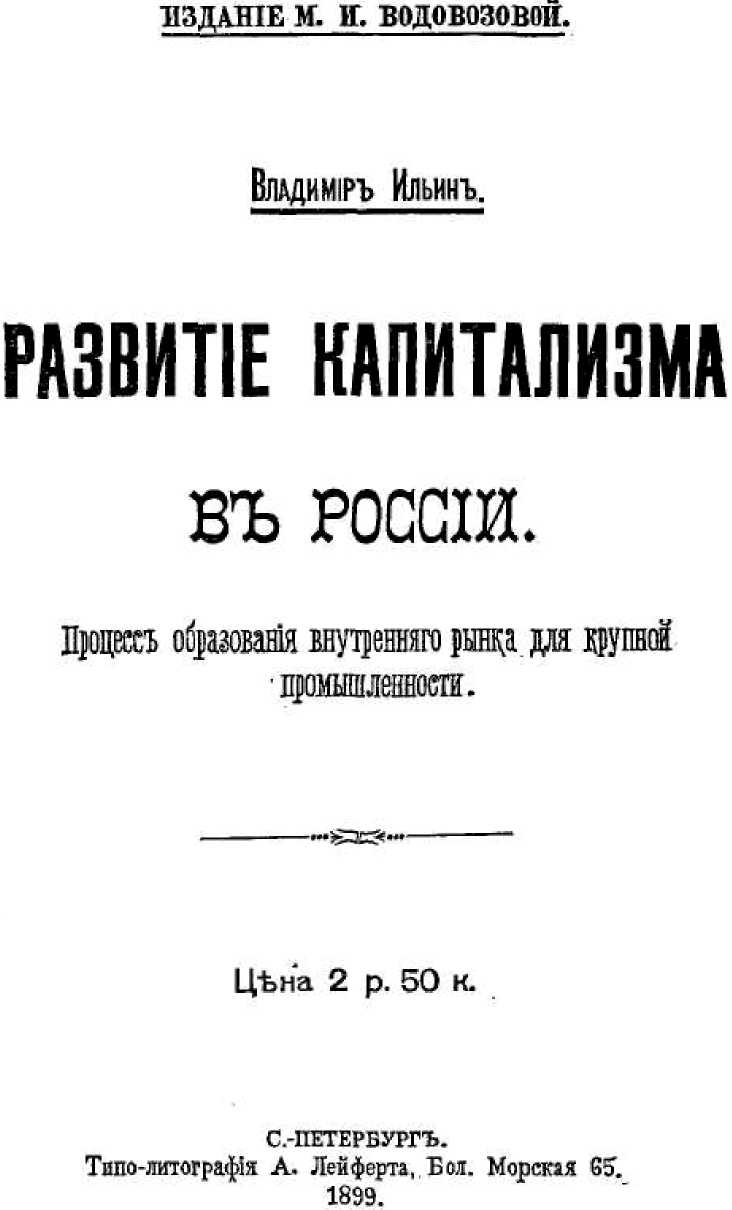 ИЗДАНІЕ М. И. ВОДОВОЗОВОЙ.
Владиміръ Ильинъ.
РАЗВИТІЕ КАПИТАЛИЗМА
ВЪ РОССІИ.
Процессъ образованія внутренняго рынка для крупной
промышленности.
Цѣна 2 р. 50 к.
С.-ПЕТЕРБУРГЪ.
Типо-литографія А. Лейферта, Бол. Морская 65.
1899.